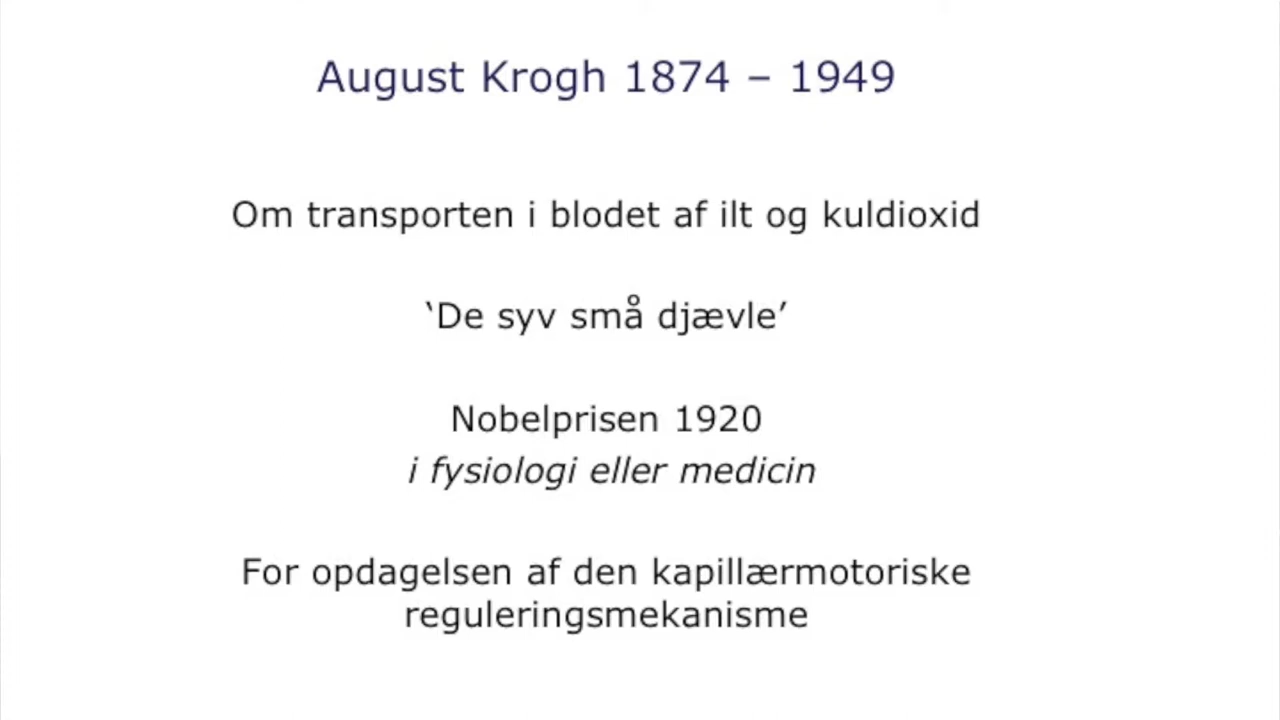 August Krogh 1874 – 1949
Om transporten i blodet af ilt og kuldioxid
‘De syv små djævle’
Nobelprisen 1920
i fysiologi eller medicin
For opdagelsen af den kapillærmotoriske
reguleringsmekanisme